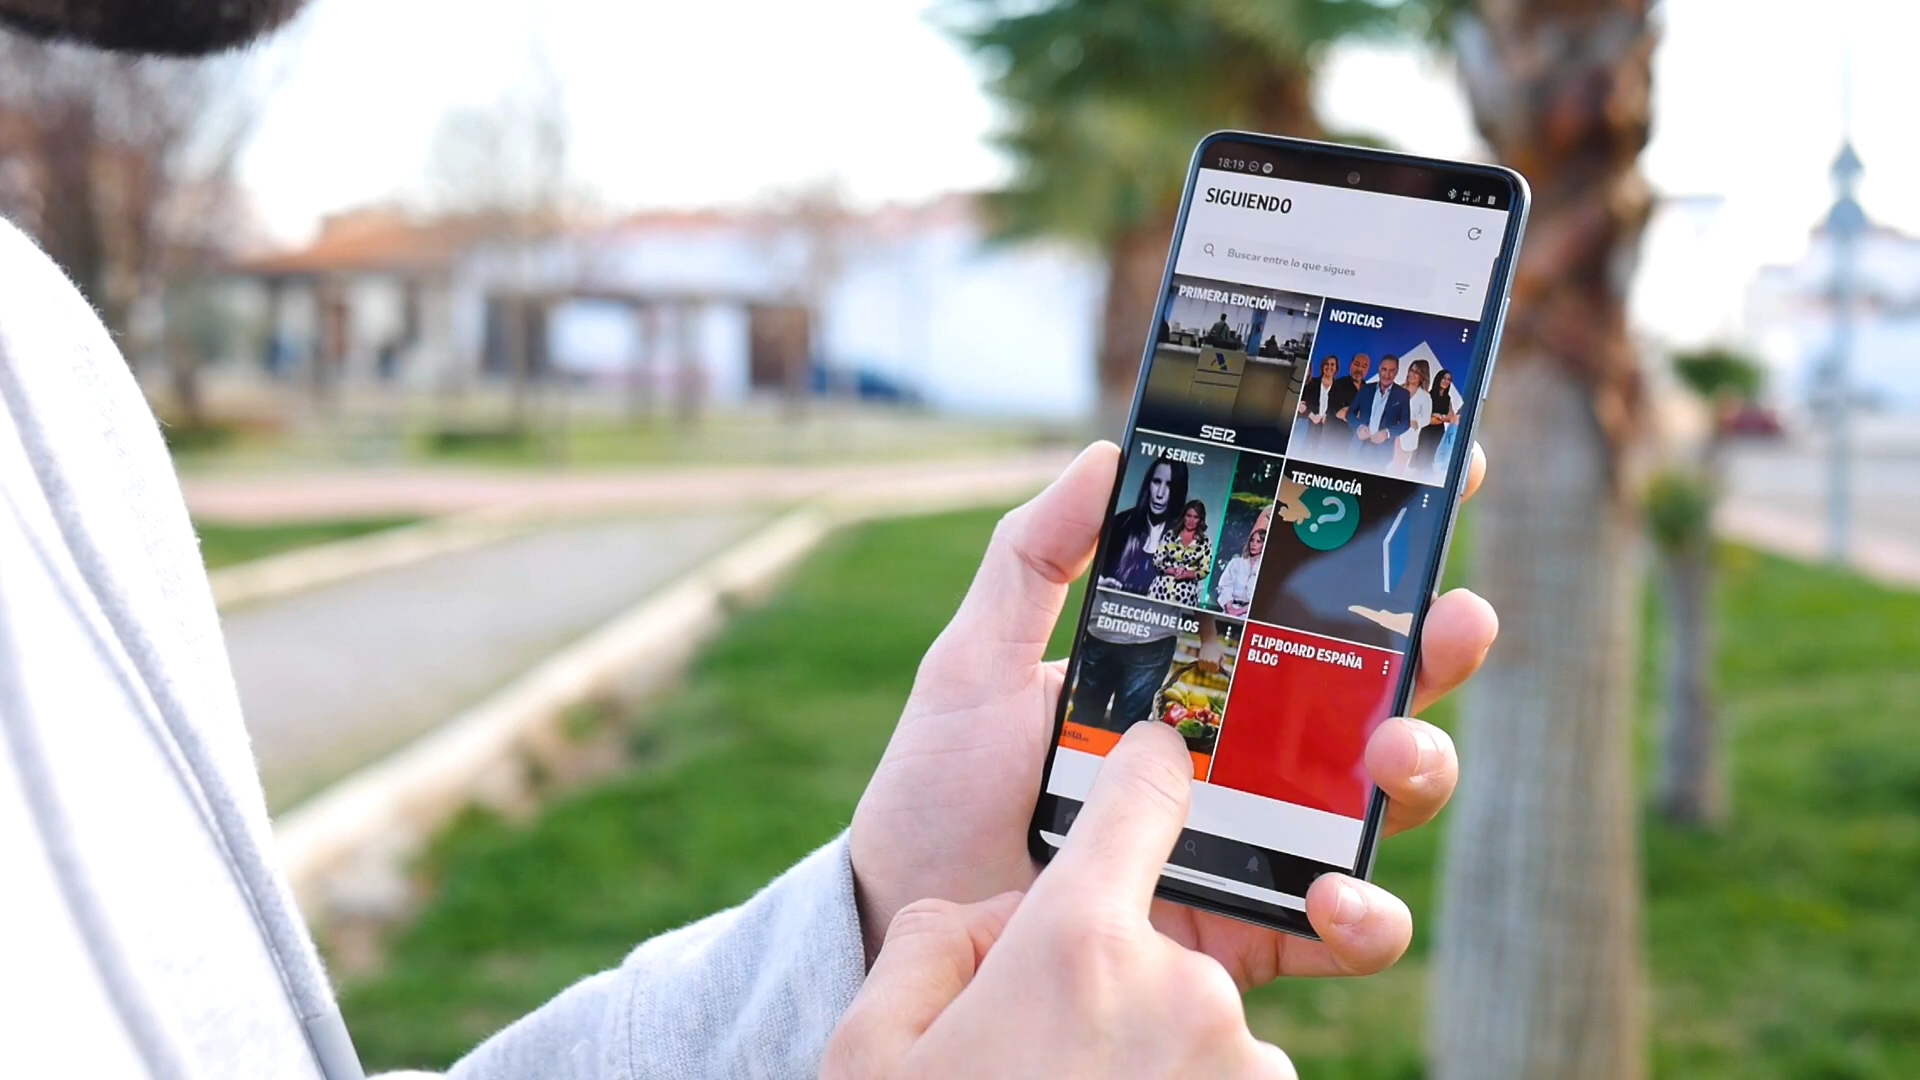 18:19
SIGUIENDO
Buscar entre lo que sigues
PRIMERA EDICIÓN
NOTICIAS
SER
TV Y SERIES
TECNOLOGÍA
?
SELECCIÓN DE LOS
EDITORES
FLIPBOARD ESPAÑA
BLOG